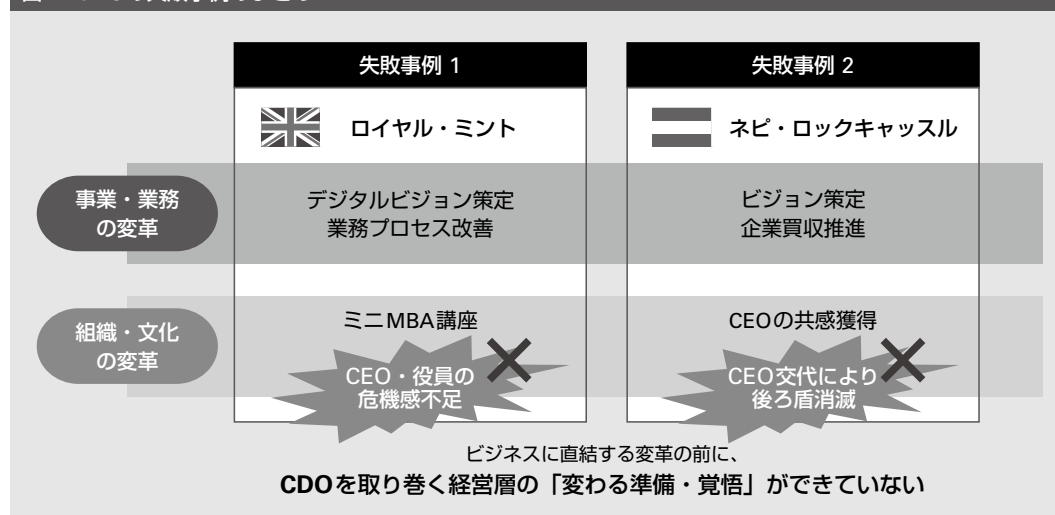 失敗事例 1
失敗事例 2
ロイヤル・ミント
ネピ・ロックキャッスル
事業・業務
の変革
デジタルビジョン策定
業務プロセス改善
ビジョン策定
企業買収推進
組織・文化
の変革
ミニMBA講座
CEO・役員の
危機感不足
CEOの共感獲得
CEO交代により
後ろ盾消滅
ビジネスに直結する変革の前に、
CDOを取り巻く経営層の「変わる準備・覚悟」ができていない